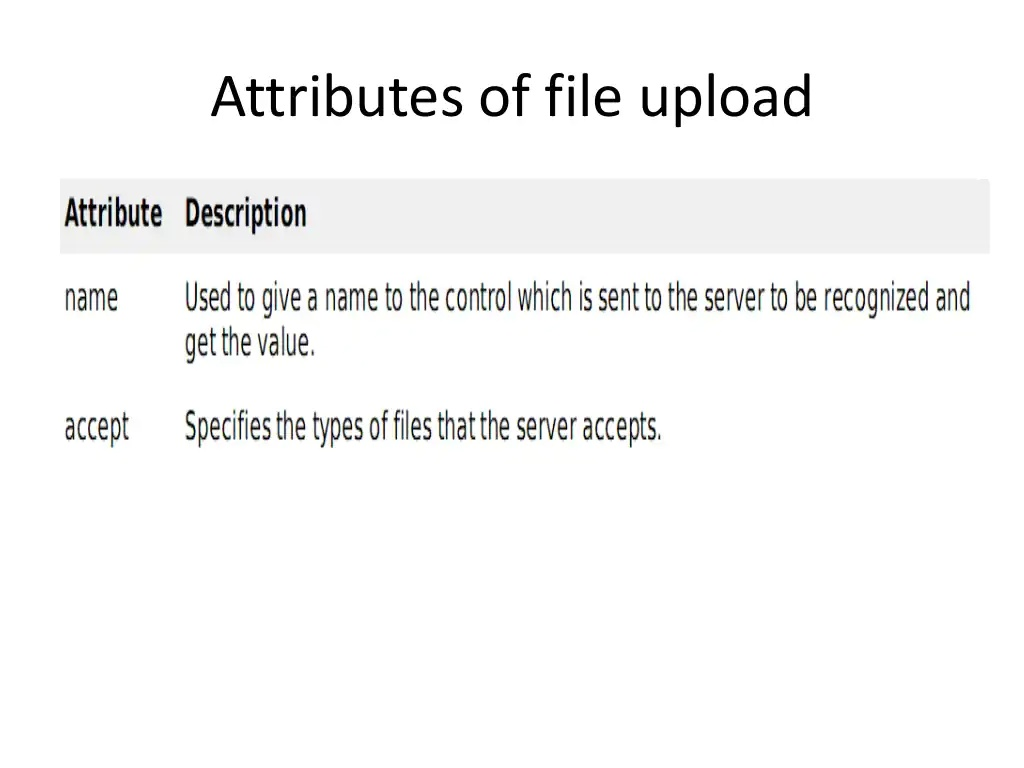 Attributes of file upload
Attribute Description
name Used to give a name to the control which is sent to the server to be recognized and
get the value.
accept Specifies the types of files that the server accepts.